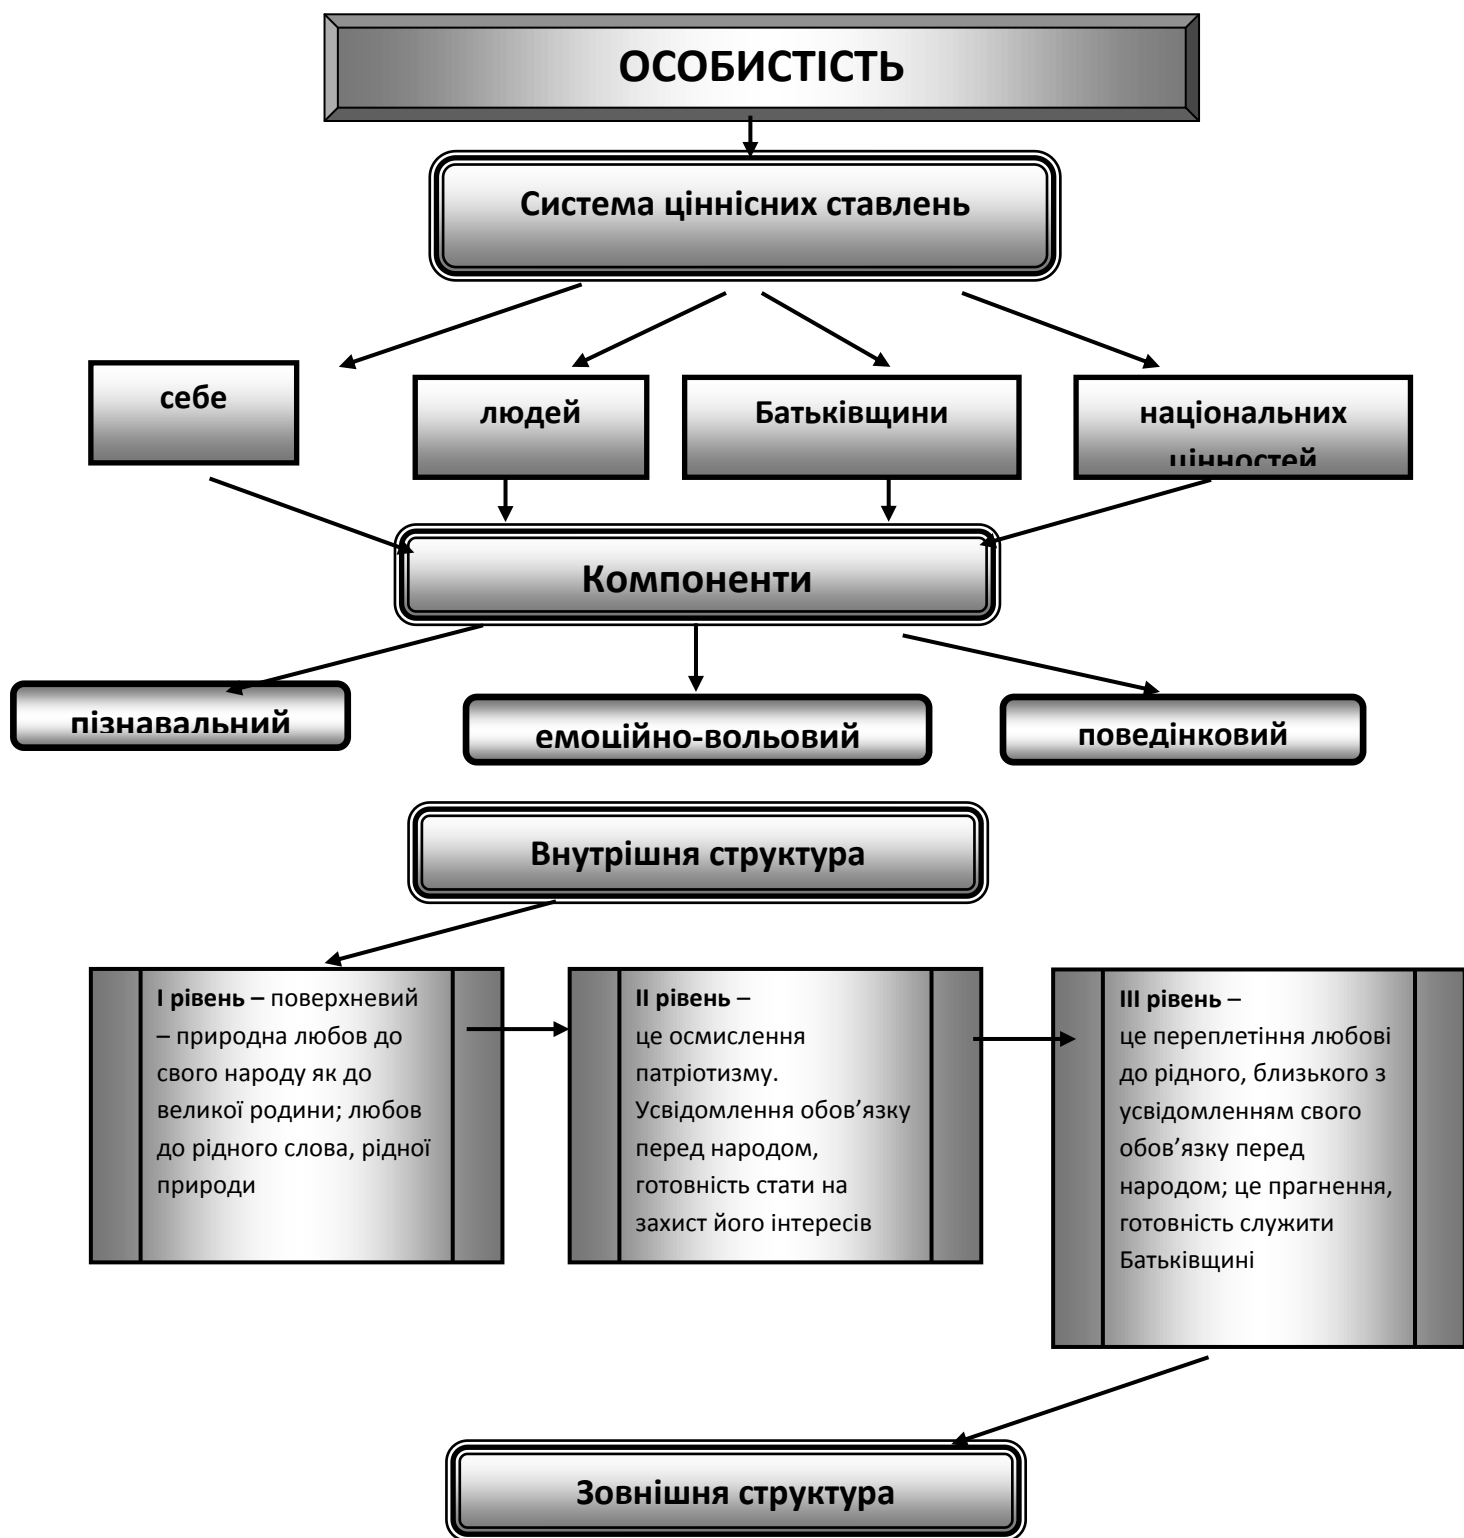 ОСОБИСТІСТЬ
Система ціннісних ставлень
себе
людей
Батьківщини
національних
цінностей
Компоненти
пізнавальний
емоційно-вольовий
поведінковий
Внутрішня структура
І рівень – поверхневий
– природна любов до
свого народу як до
великої родини; любов
до рідного слова, рідної
природи
ІІ рівень –
це осмислення
патріотизму.
Усвідомлення обов’язку
перед народом,
готовність стати на
захист його інтересів
ІІІ рівень –
це переплетіння любові
до рідного, близького з
усвідомленням свого
обов’язку перед
народом; це прагнення,
готовність служити
Батьківщині
Зовнішня структура